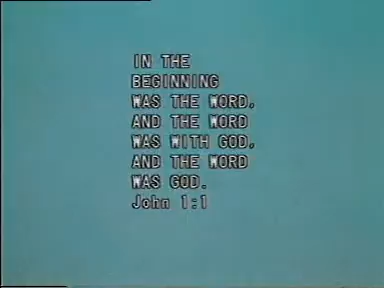 IN THE
BEGINNING
WAS THE WORD,
AND THE WORD
WAS WITH GOD,
AND THE WORD
WAS GOD.
John 1:1